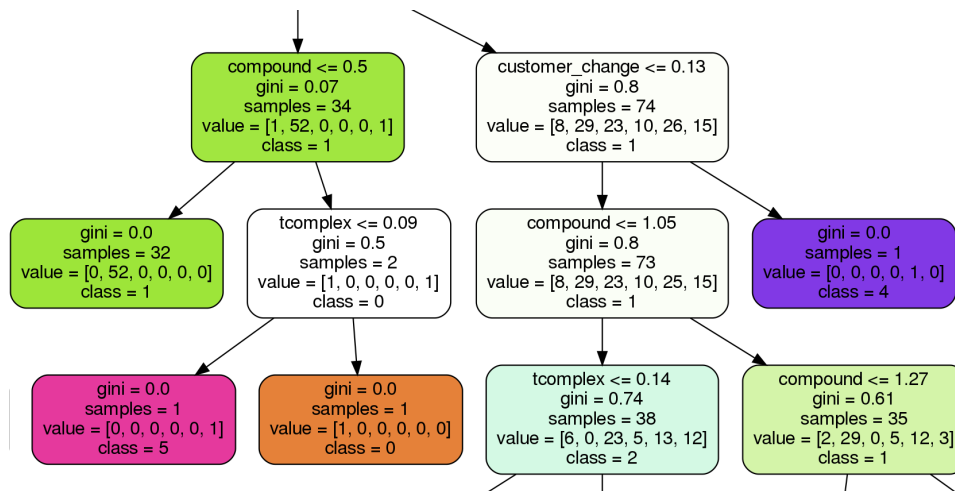 compound <= 0.5
gini = 0.07
samples = 34
value = [1, 52, 0, 0, 0, 1]
class = 1
customer_change <= 0.13
gini = 0.8
samples = 74
value = [8, 29, 23, 10, 26, 15]
class = 1
gini = 0.0
samples = 32
value = [0, 52, 0, 0, 0, 0]
class = 1
tcomplex <= 0.09
gini = 0.5
samples = 2
value = [1, 0, 0, 0, 0, 1]
class = 0
compound <= 1.05
gini = 0.8
samples = 73
value = [8, 29, 23, 10, 25, 15]
class = 1
gini = 0.0
samples = 1
value = [0, 0, 0, 0, 1, 0]
class = 4
gini = 0.0
samples = 1
value = [0, 0, 0, 0, 0, 1]
class = 5
gini = 0.0
samples = 1
value = [1, 0, 0, 0, 0, 0]
class = 0
tcomplex <= 0.14
gini = 0.74
samples = 38
value = [6, 0, 23, 5, 13, 12]
class = 2
compound <= 1.27
gini = 0.61
samples = 35
value = [2, 29, 0, 5, 12, 3]
class = 1